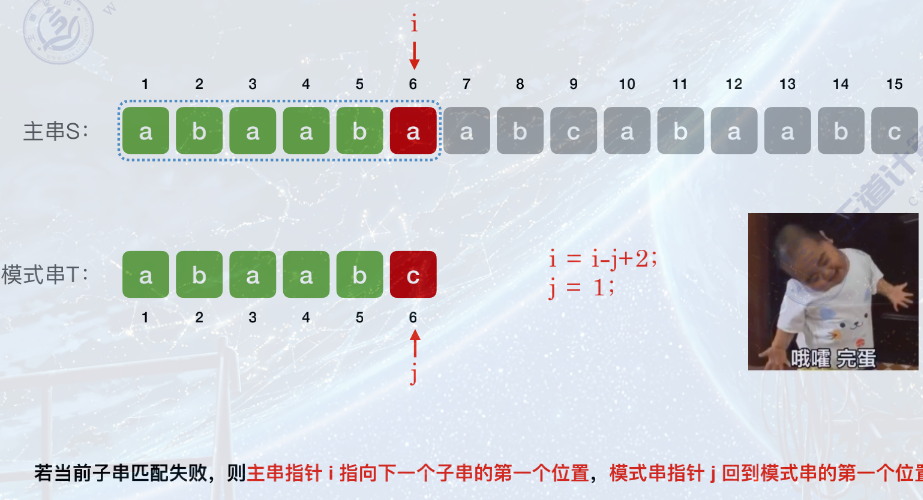 i
1 2 3 4 5 6 7 8 9 10 11 12 13 14 15
主串S: a b a a b a a b c a b a a b c
模式串T: a b a a b c
1 2 3 4 5 6
j
i = i-j+2;
j = 1;
哦嚯 完蛋
若当前子串匹配失败，则主串指针 i 指向下一个子串的第一个位置，模式串指针 j 回到模式串的第一个位置